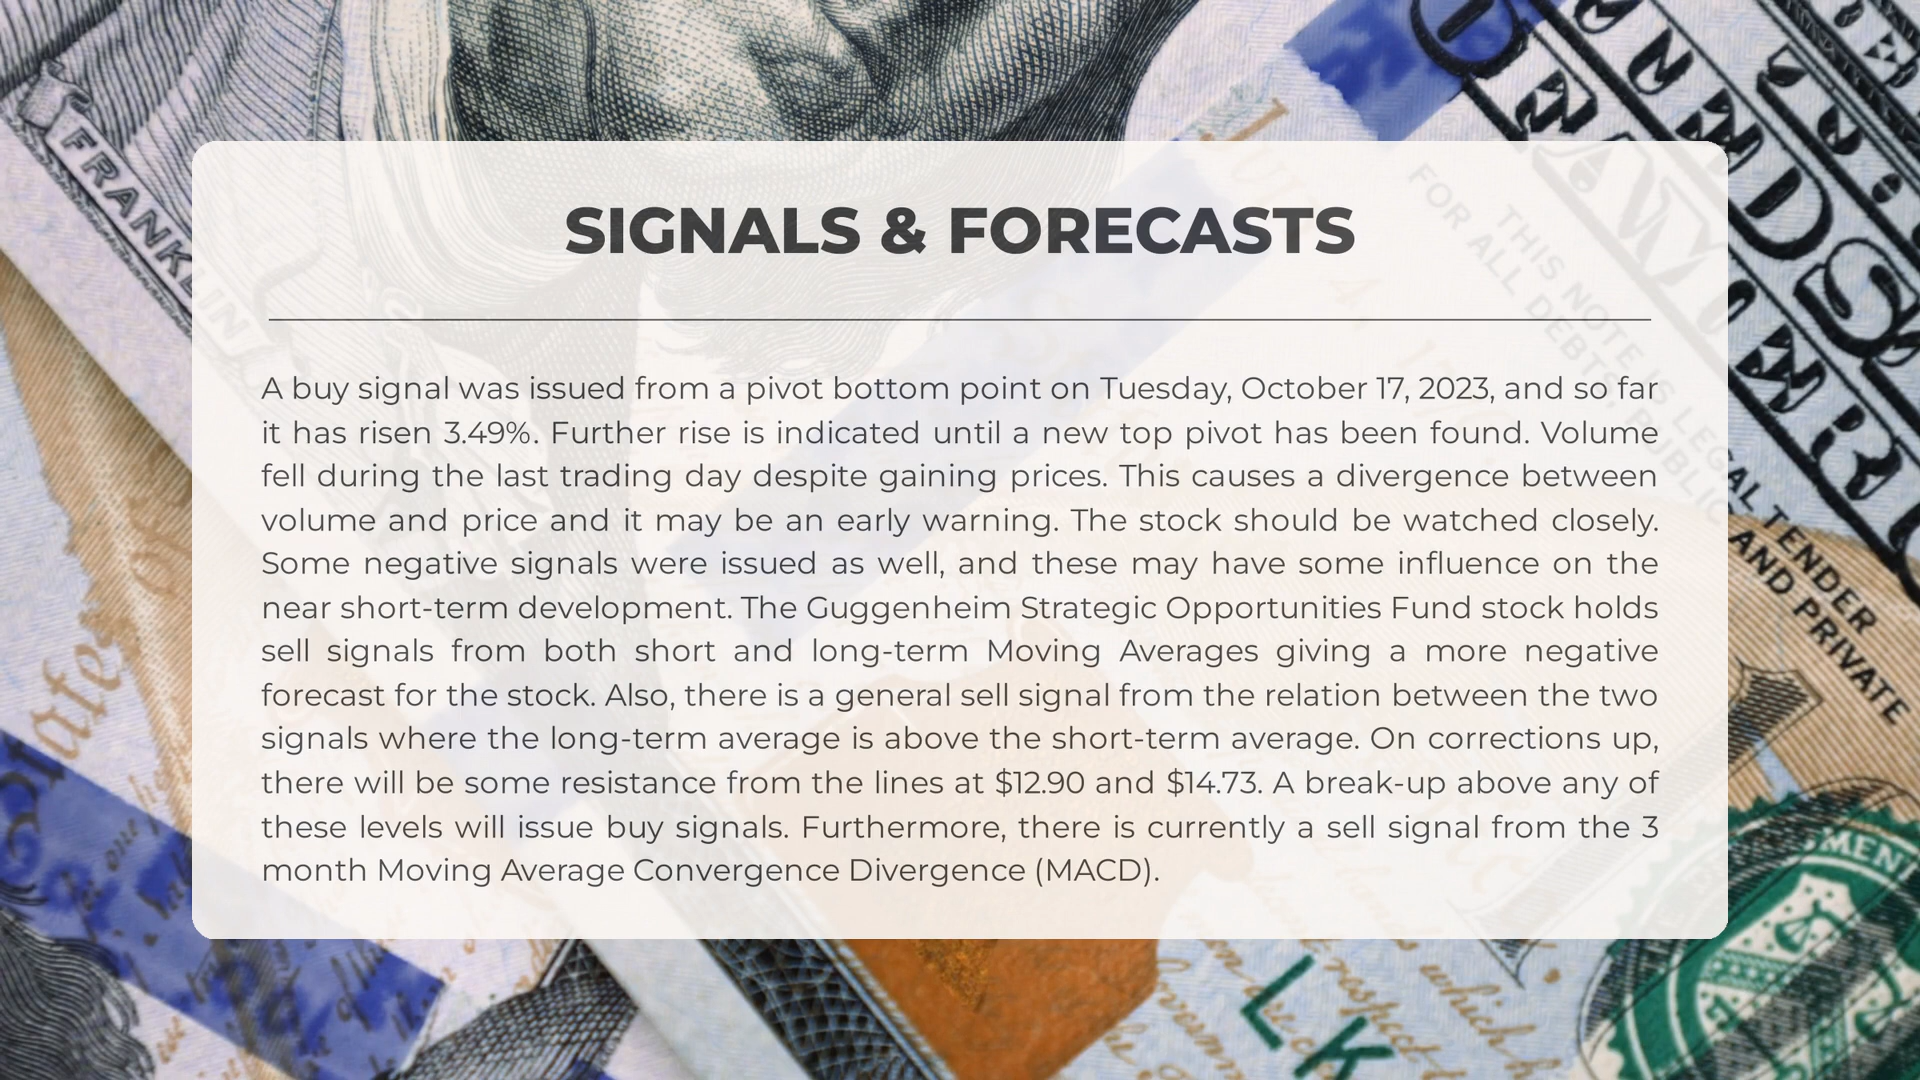 SIGNALS & FORECASTS
A buy signal was issued from a pivot bottom point on Tuesday, October 17, 2023, and so far
it has risen 3.49%. Further rise is indicated until a new top pivot has been found. Volume
fell during the last trading day despite gaining prices. This causes a divergence between
volume and price and it may be an early warning. The stock should be watched closely.
Some negative signals were issued as well, and these may have some influence on the
near short-term development. The Guggenheim Strategic Opportunities Fund stock holds
sell signals from both short and long-term Moving Averages giving a more negative
forecast for the stock. Also, there is a general sell signal from the relation between the two
signals where the long-term average is above the short-term average. On corrections up,
there will be some resistance from the lines at $12.90 and $14.73. A break-up above any of
these levels will issue buy signals. Furthermore, there is currently a sell signal from the 3
month Moving Average Convergence Divergence (MACD).
FRANKLIN
THIS NOTE IS LEGAL TENDER
FOR ALL DEBTS, PUBLIC AND PRIVATE
L K